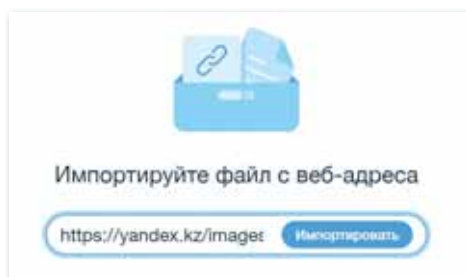 Импортируйте файл с веб-адреса
https://yandex.kz/images
Импортировать